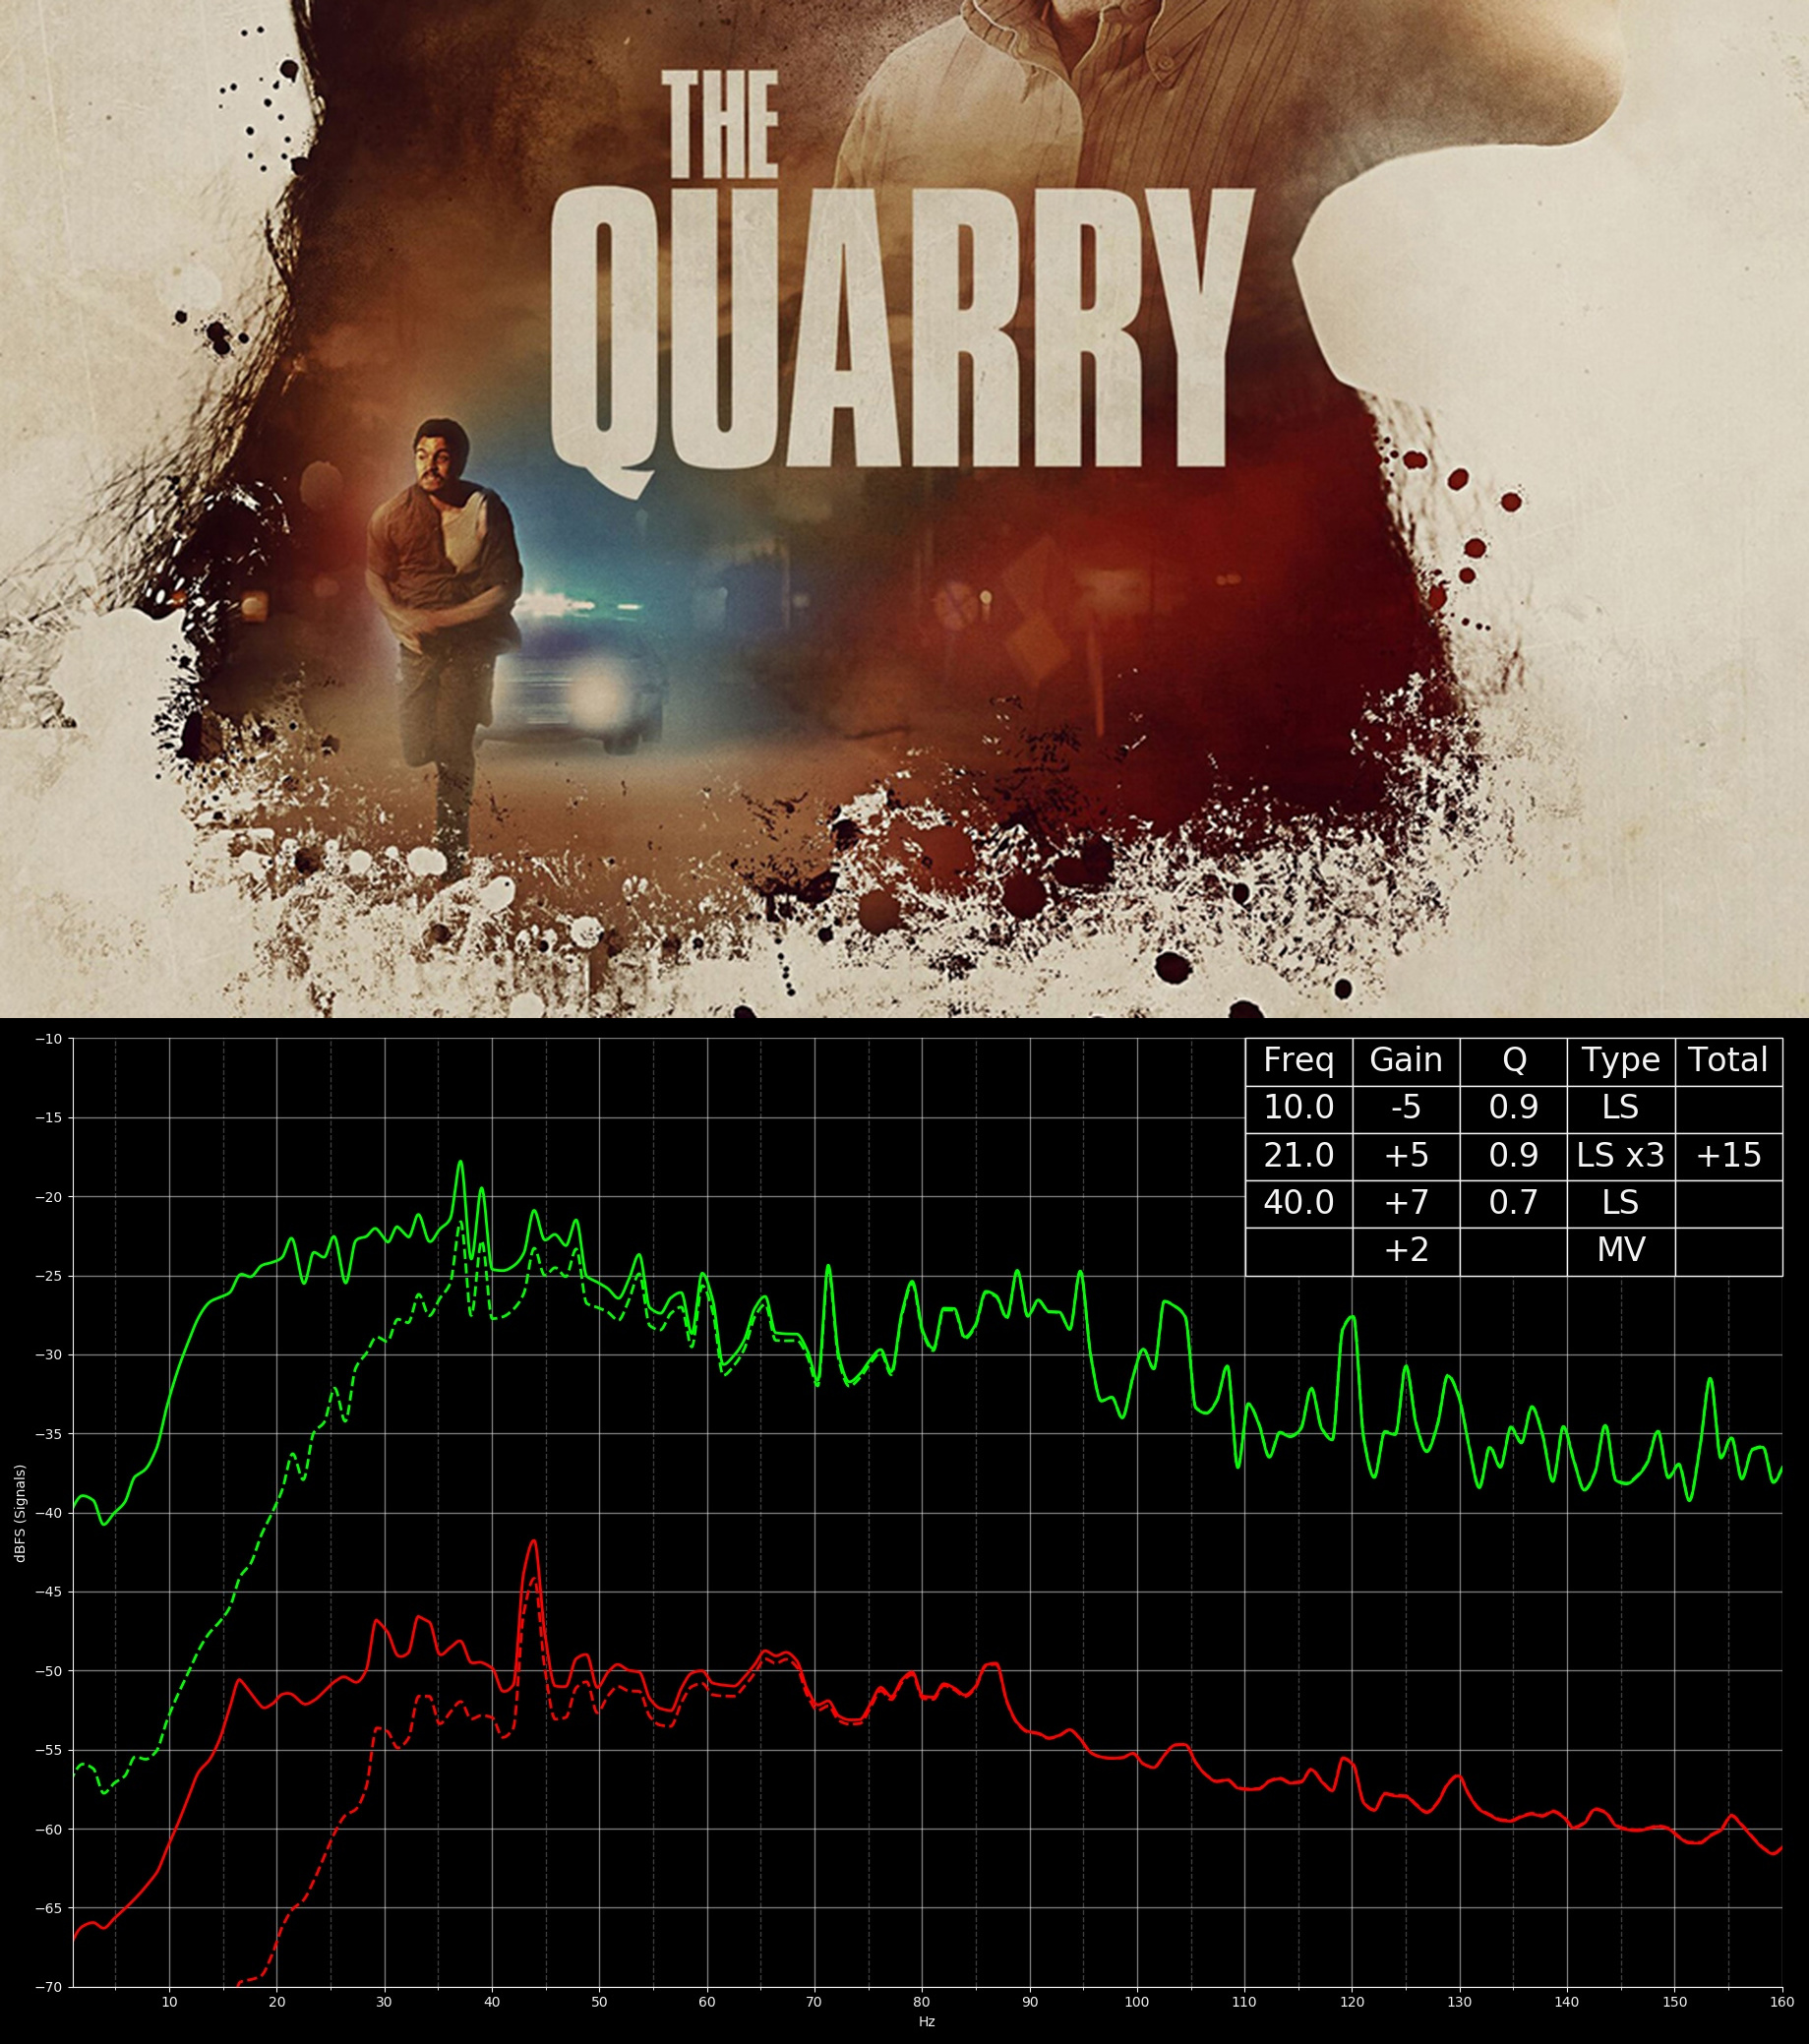 THE
QUARRY
Freq Gain Q Type Total
10.0 -5 0.9 LS
21.0 +5 0.9 LS x3 +15
40.0 +7 0.7 LS
+2 MV
−10
−15
−20
−25
−30
−35
−40
−45
−50
−55
−60
−65
−70
dBFS (Signals)
10 20 30 40 50 60 70 80 90 100 110 120 130 140 150 160
Hz